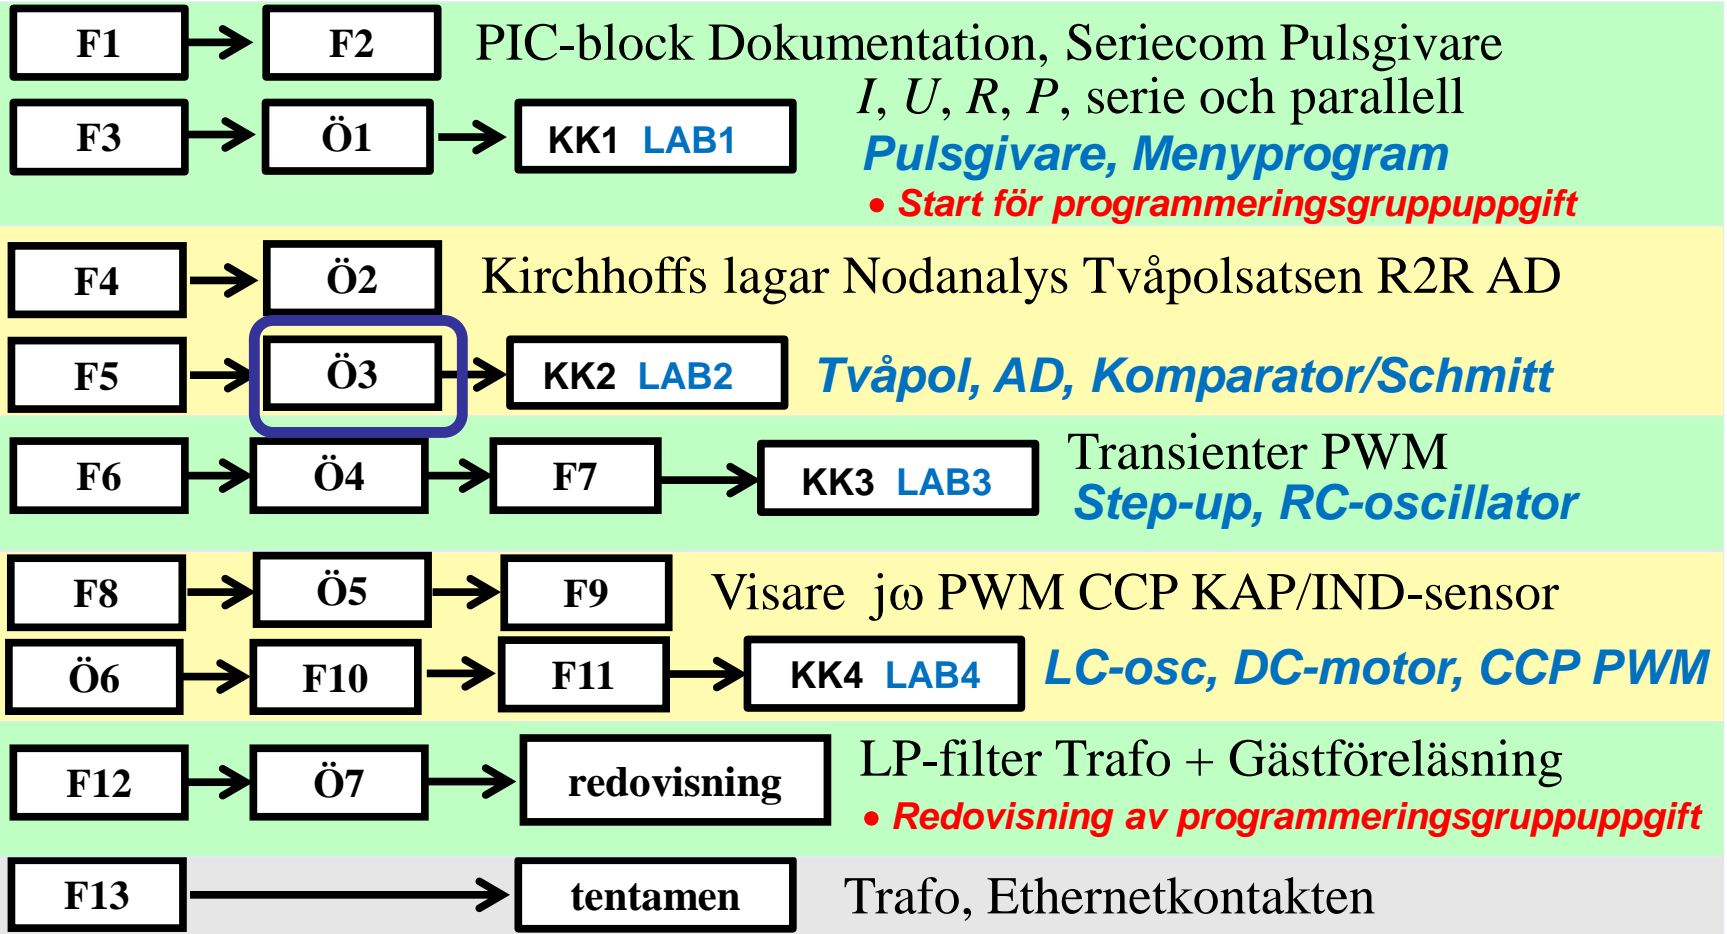 F1 F2 PIC-block Dokumentation, Seriecom Pulsgivare
I, U, R, P, serie och parallell
F3 Ö1 KK1 LAB1
Pulsgivare, Menyprogram
• Start för programmeringsgruppuppgift
F4 Ö2 Kirchhoffs lagar Nodanalys Tvåpolsatsen R2R AD
F5 Ö3 KK2 LAB2 Tvåpol, AD, Komparator/Schmitt
F6 Ö4 F7 KK3 LAB3 Transienter PWM
Step-up, RC-oscillator
F8 Ö5 F9 Visare jω PWM CCP KAP/IND-sensor
Ö6 F10 F11 KK4 LAB4 LC-osc, DC-motor, CCP PWM
F12 Ö7 redovisning LP-filter Trafo + Gästföreläsning
• Redovisning av programmeringsgruppuppgift
F13 tentamen Trafo, Ethernetkontakten